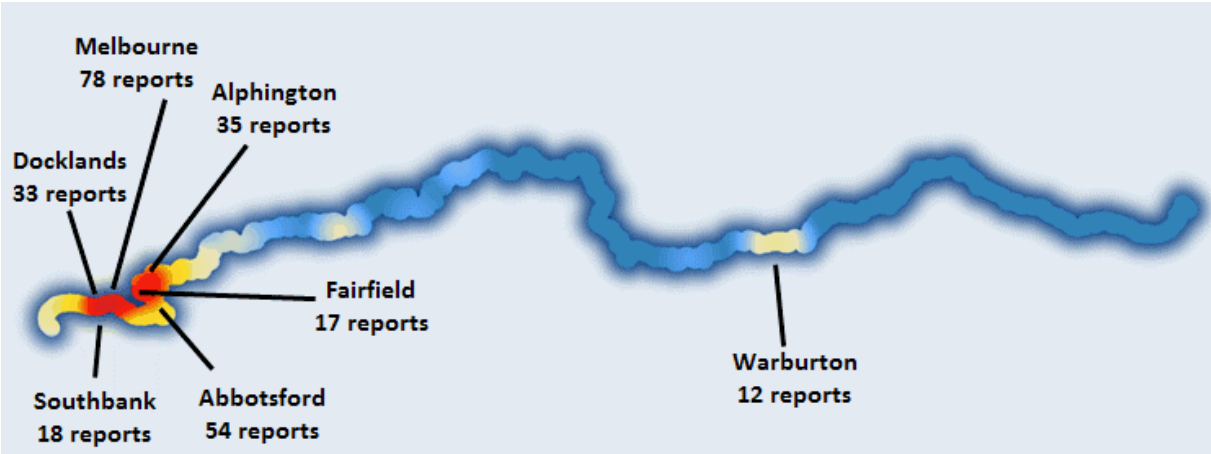 Melbourne
78 reports
Alphington
35 reports
Docklands
33 reports
Fairfield
17 reports
Warburton
12 reports
Southbank
18 reports
Abbotsford
54 reports